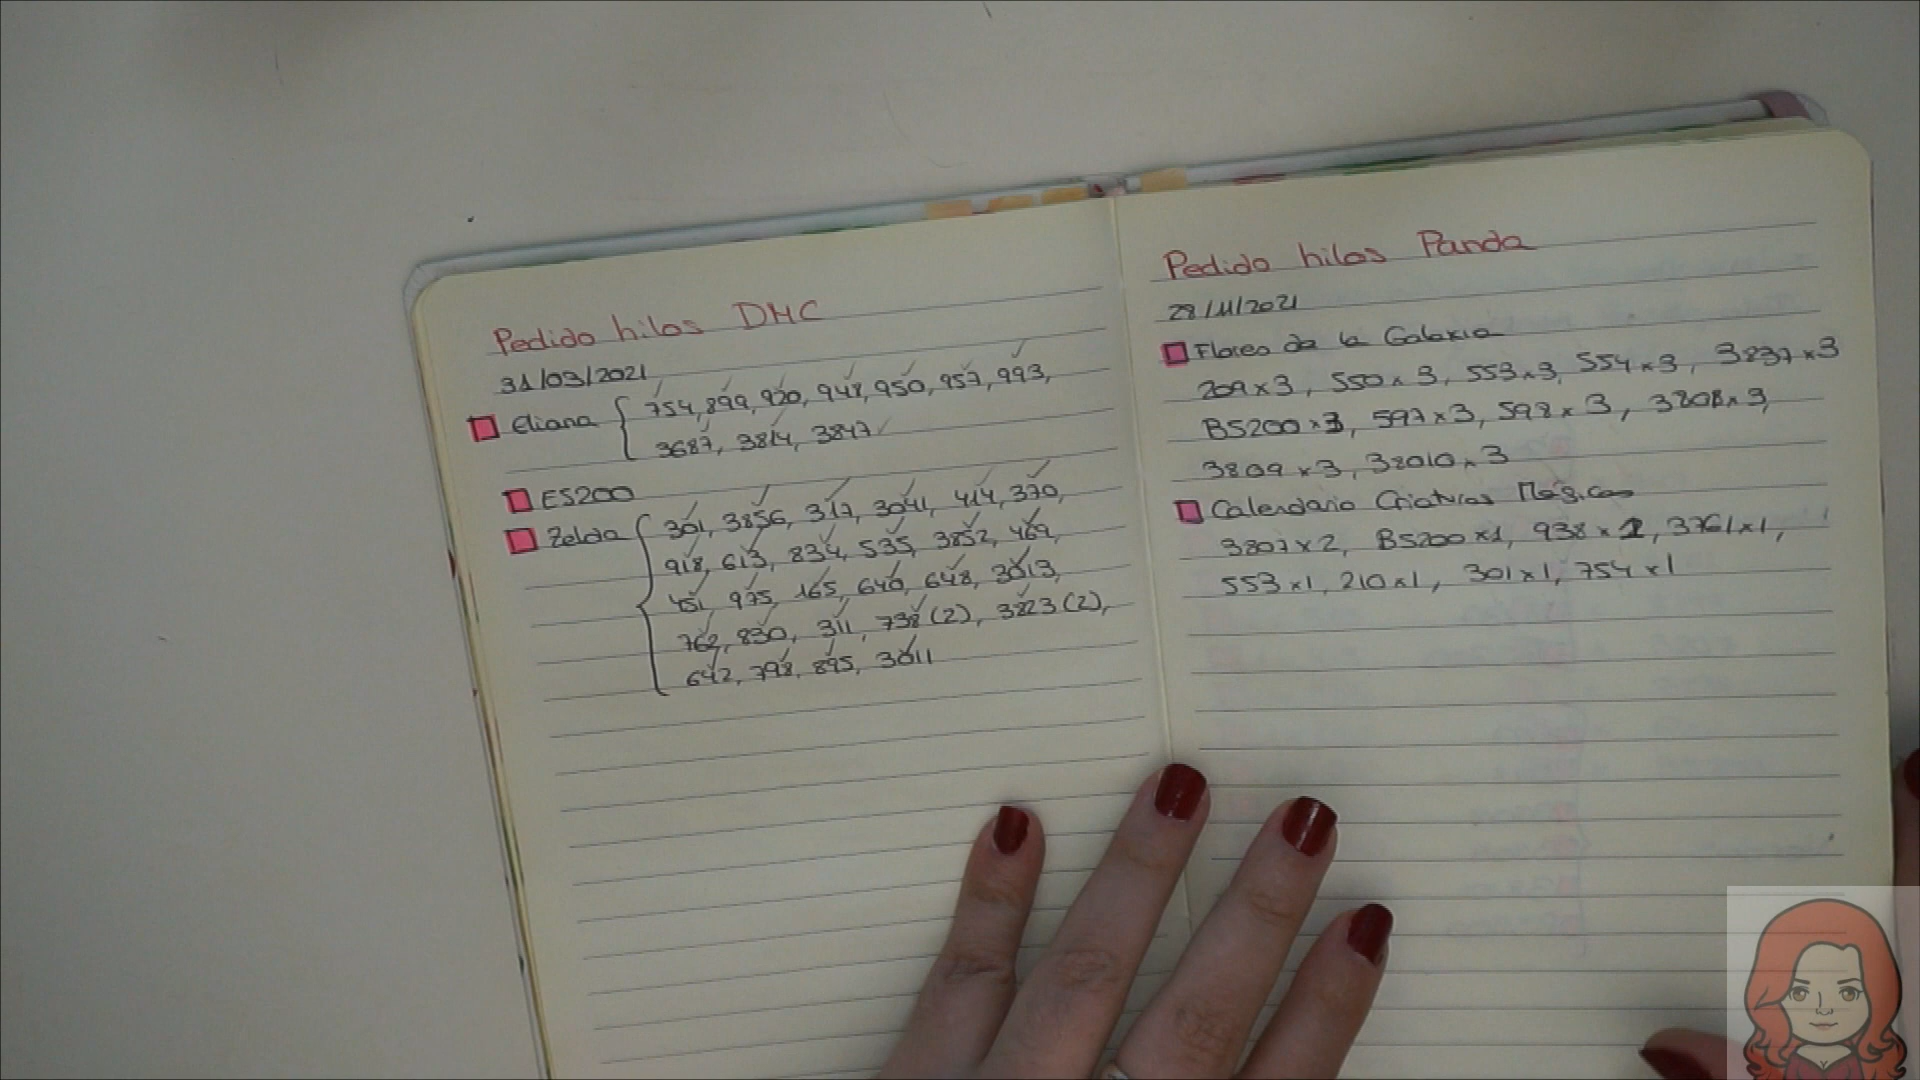 Pedido hilos DMC
31/03/2021
Eliana { 754, 899, 920, 948, 950, 957, 993,
3687, 3814, 3847
E5200
Zelda { 301, 3856, 317, 3041, 414, 370,
918, 613, 834, 535, 3852, 469,
451, 975, 165, 640, 648, 3013,
762, 830, 311, 738 (2), 3823 (2),
642, 798, 895, 3011
Pedido hilos Panda
28/11/2021
Flores de la Galaxia
209 x 3, 550 x 3, 553 x 3, 554 x 3, 3837 x 3
B5200 x 3, 597 x 3, 598 x 3, 3808 x 3,
3809 x 3, 38010 x 3
Calendario Criaturas Mágicas
3807 x 2, B5200 x 1, 938 x 2, 3761 x 1,
553 x 1, 210 x 1, 301 x 1, 754 x 1